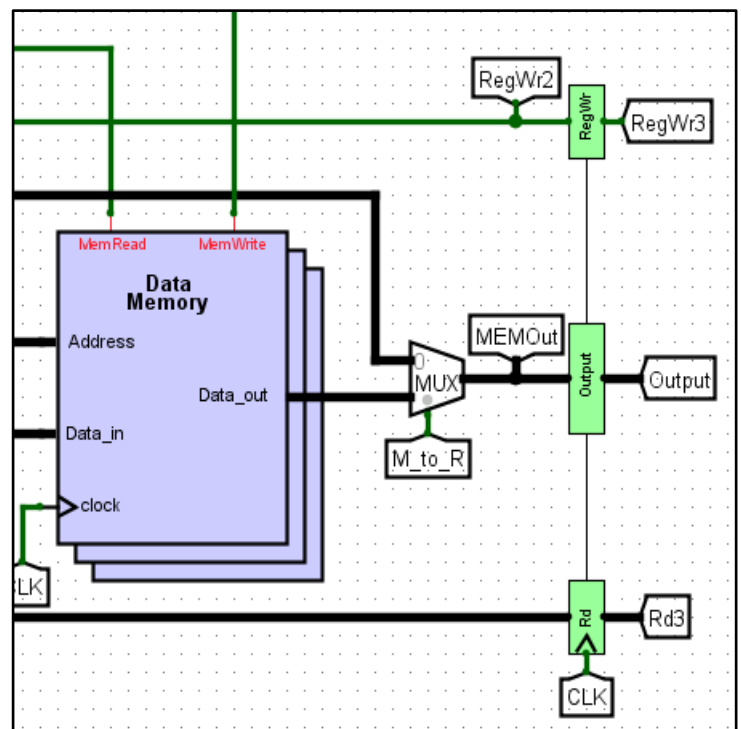 RegWr2
RegWr
RegWr3
MemRead
MemWrite
Data
Memory
Address
MEMOut
0
MUX
Output
Output
Data_out
Data_in
M_to_R
clock
LK
Rd
Rd3
CLK